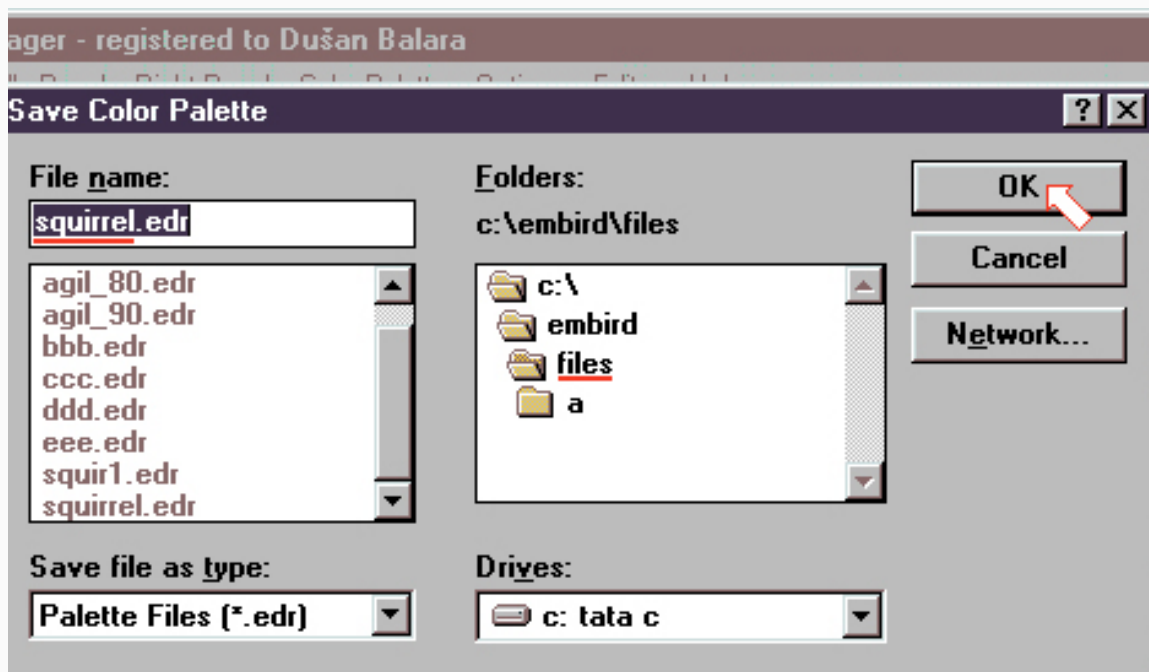 ager - registered to Dušan Balara
Save Color Palette
File name:
squirrel.edr
agil_80.edr
agil_90.edr
bbb.edr
ccc.edr
ddd.edr
eee.edr
squir1.edr
squirrel.edr
Save file as type:
Palette Files (*.edr)
Folders:
c:\embird\files
c:\
embird
files
a
Drives:
c: tata c
OK
Cancel
Network...